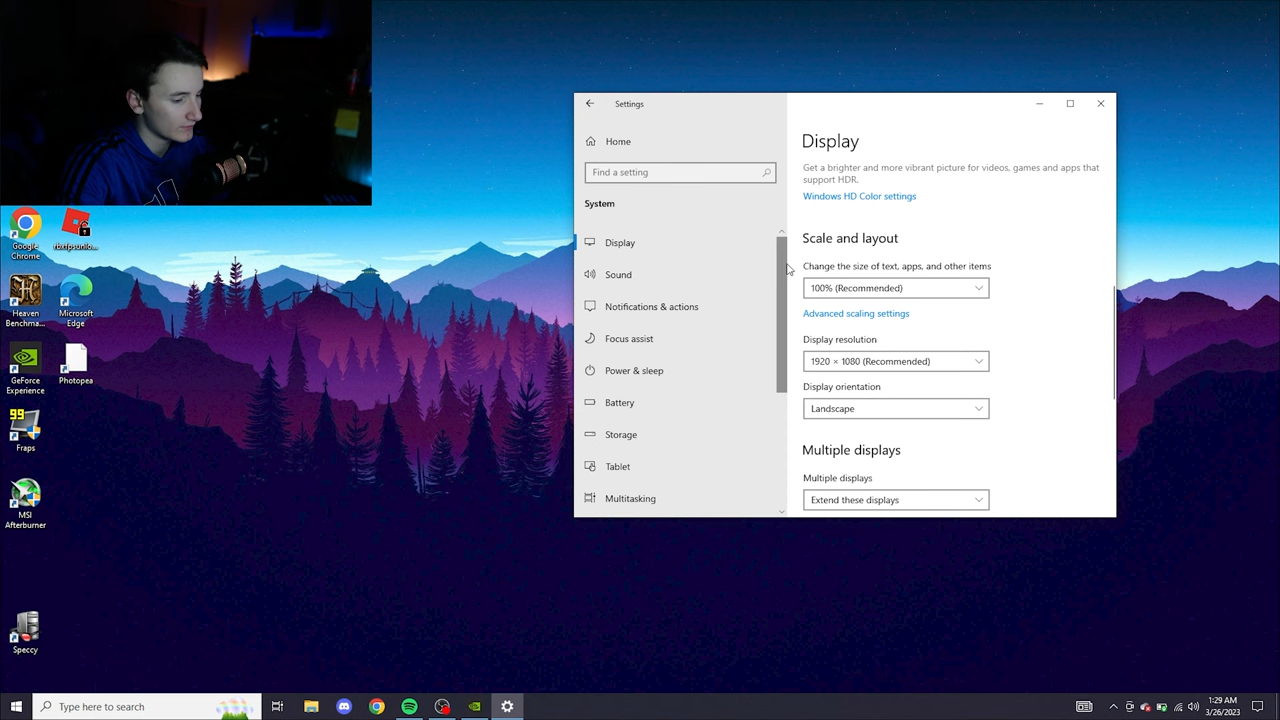 Settings
Home
Find a setting
System
Display
Sound
Notifications & actions
Focus assist
Power & sleep
Battery
Storage
Tablet
Multitasking
Display
Get a brighter and more vibrant picture for videos, games and apps that
support HDR.
Windows HD Color settings
Scale and layout
Change the size of text, apps, and other items
100% (Recommended)
Advanced scaling settings
Display resolution
1920 × 1080 (Recommended)
Display orientation
Landscape
Multiple displays
Multiple displays
Extend these displays
Google
Chrome
rbxfpsunlo...
Heaven
Benchma...
Microsoft
Edge
GeForce
Experience
Photopea
99
Fraps
MSI
Afterburner
Speccy
Type here to search
1:29 AM
3/26/2023